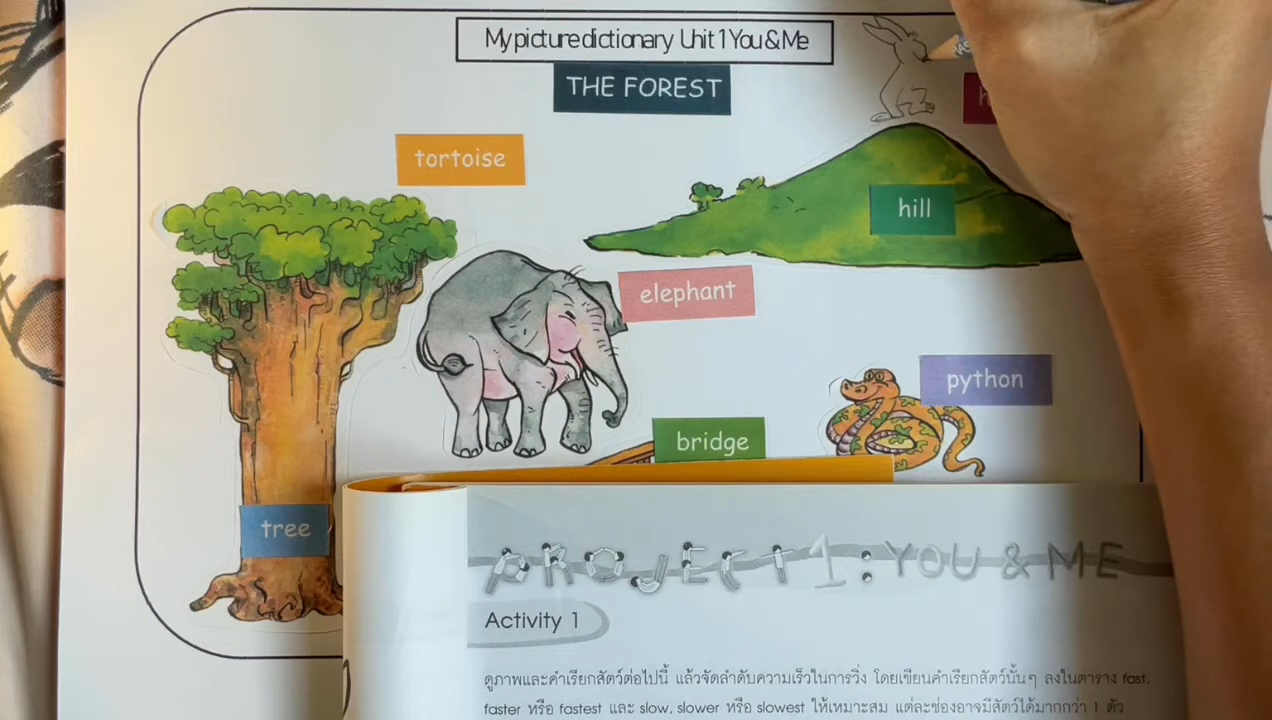 My picture dictionary Unit 1 You & Me
THE FOREST
tortoise
hill
elephant
python
bridge
tree
PROJECT 1 : YOU & ME
Activity 1
ดูภาพและคำเรียกสัตว์ต่อไปนี้ แล้วจัดลำดับความเร็วในการวิ่ง โดยเขียนคำเรียกสัตว์นั้นๆ ลงในตาราง fast,
faster หรือ fastest และ slow, slower หรือ slowest ให้เหมาะสม แต่ละช่องอาจมีสัตว์ได้มากกว่า 1 ตัว